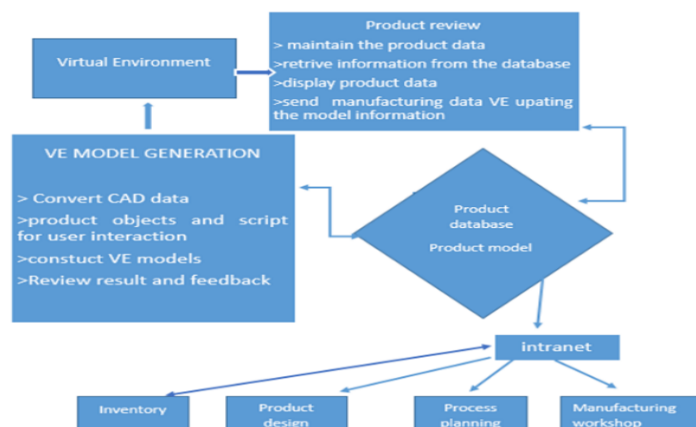 Virtual Environment
Product review
> maintain the product data
>retrive information from the database
>display product data
>send manufacturing data VE upating
the model information
VE MODEL GENERATION
> Convert CAD data
>product objects and script
for user interaction
>constuct VE models
>Review result and feedback
Product
database
Product model
intranet
Inventory
Product
design
Process
planning
Manufacturing
workshop